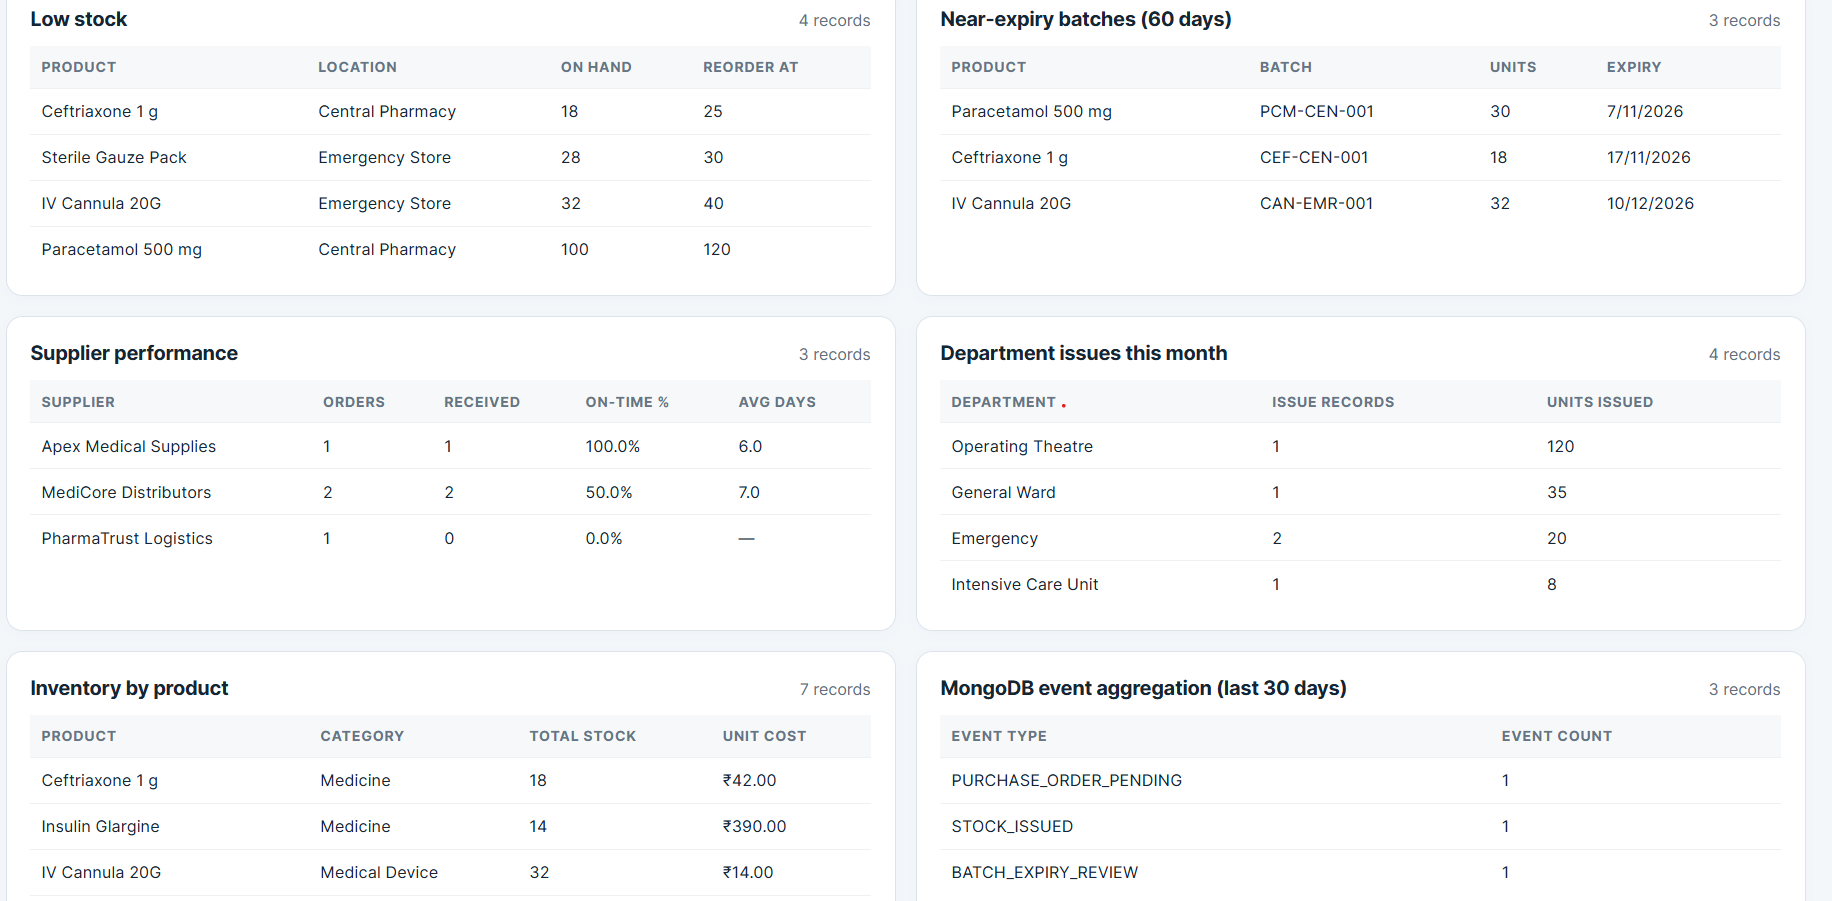 Low stock 4 records
PRODUCT LOCATION ON HAND REORDER AT
Ceftriaxone 1 g Central Pharmacy 18 25
Sterile Gauze Pack Emergency Store 28 30
IV Cannula 20G Emergency Store 32 40
Paracetamol 500 mg Central Pharmacy 100 120
Near-expiry batches (60 days) 3 records
PRODUCT BATCH UNITS EXPIRY
Paracetamol 500 mg PCM-CEN-001 30 7/11/2026
Ceftriaxone 1 g CEF-CEN-001 18 17/11/2026
IV Cannula 20G CAN-EMR-001 32 10/12/2026
Supplier performance 3 records
SUPPLIER ORDERS RECEIVED ON-TIME % AVG DAYS
Apex Medical Supplies 1 1 100.0% 6.0
MediCore Distributors 2 2 50.0% 7.0
PharmaTrust Logistics 1 0 0.0% —
Department issues this month 4 records
DEPARTMENT . ISSUE RECORDS UNITS ISSUED
Operating Theatre 1 120
General Ward 1 35
Emergency 2 20
Intensive Care Unit 1 8
Inventory by product 7 records
PRODUCT CATEGORY TOTAL STOCK UNIT COST
Ceftriaxone 1 g Medicine 18 ₹42.00
Insulin Glargine Medicine 14 ₹390.00
IV Cannula 20G Medical Device 32 ₹14.00
MongoDB event aggregation (last 30 days) 3 records
EVENT TYPE EVENT COUNT
PURCHASE_ORDER_PENDING 1
STOCK_ISSUED 1
BATCH_EXPIRY_REVIEW 1